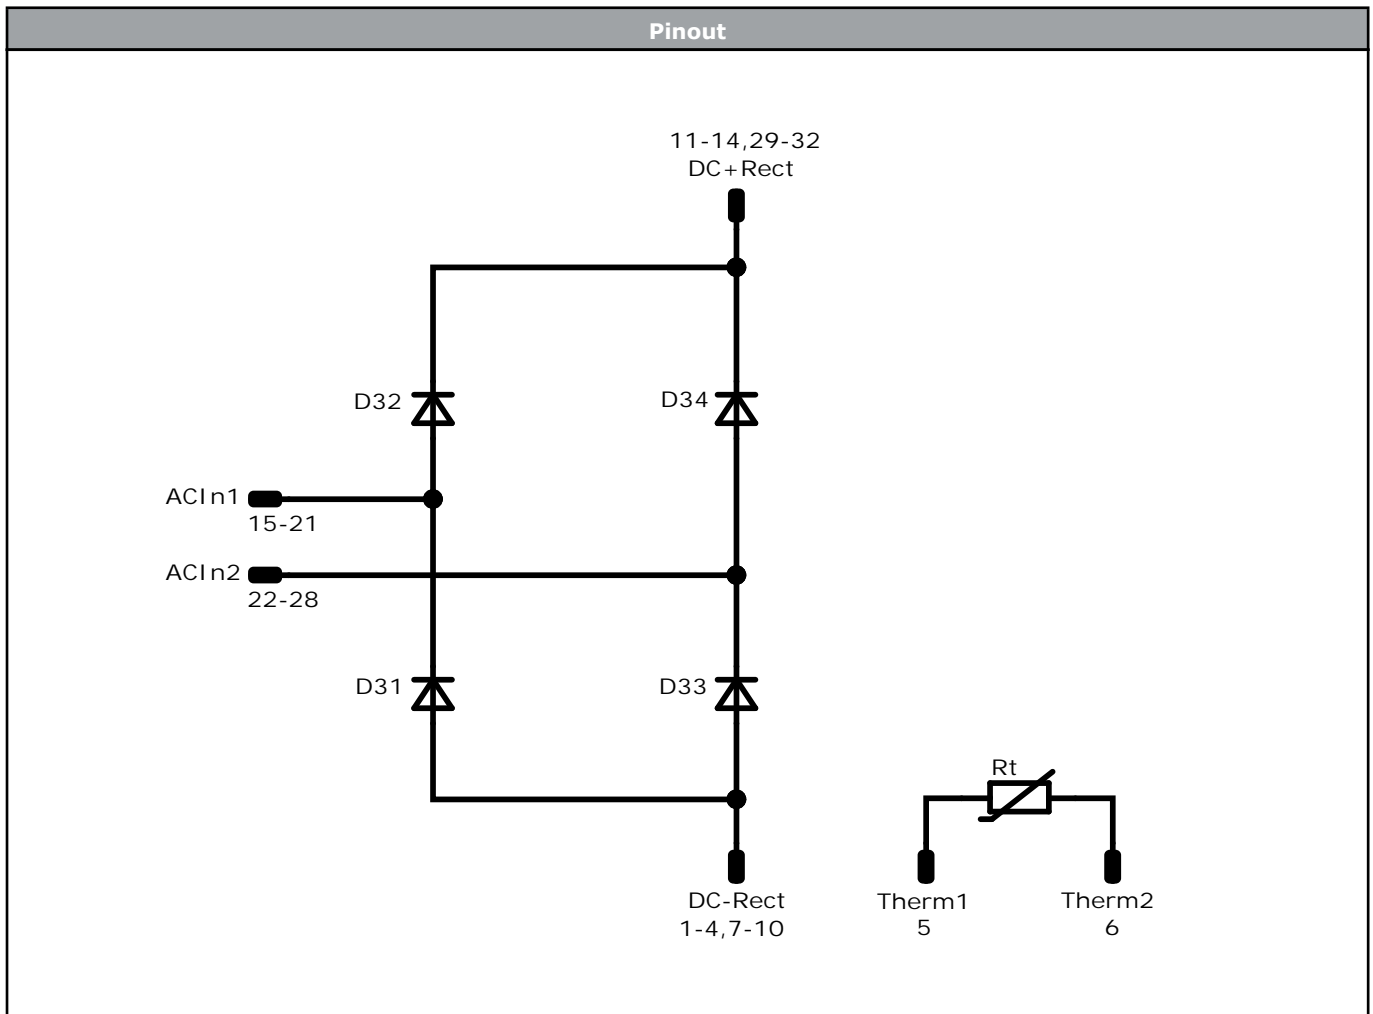 Pinout
11-14,29-32
DC+Rect
D32
D34
ACIn1
15-21
ACIn2
22-28
D31
D33
Rt
DC-Rect
1-4,7-10
Therm1
5
Therm2
6